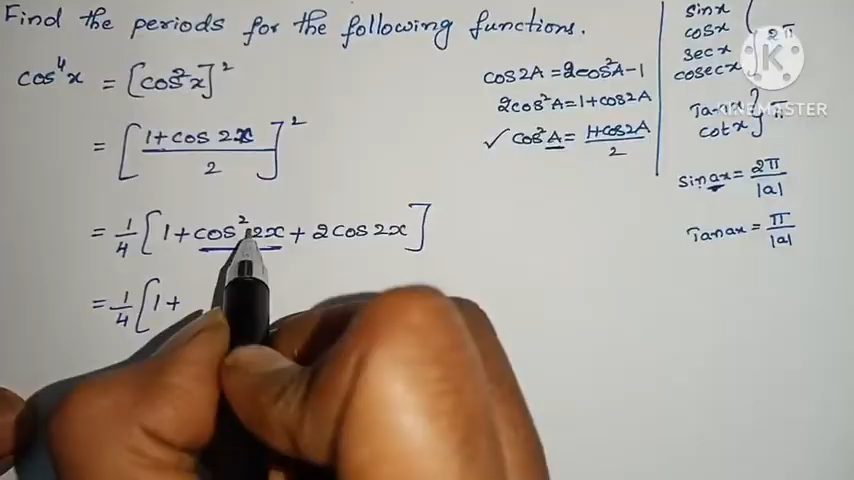 Find the periods for the following functions.
cos⁴x = [cos²x]²
= [(1+cos 2x)/2]²
= 1/4 [1+cos²2x + 2cos 2x]
= 1/4 [1+
cos2A = 2cos²A-1
2cos²A = 1+cos2A
✓ cos²A = (1+cos2A)/2
sinx
cosx
secx
cosecx
} 2π
Tanx
cotx
} π
sinax = 2π/|a|
Tanax = π/|a|
K
KINEMASTER